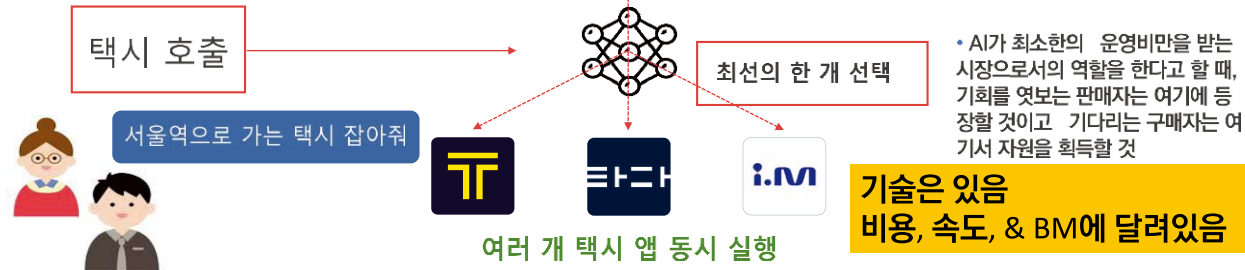 택시 호출
최선의 한 개 선택
서울역으로 가는 택시 잡아줘
타다
i.M
여러 개 택시 앱 동시 실행
• AI가 최소한의 운영비만을 받는
시장으로서의 역할을 한다고 할 때,
기회를 엿보는 판매자는 여기에 등
장할 것이고 기다리는 구매자는 여
기서 자원을 획득할 것
기술은 있음
비용, 속도, & BM에 달려있음